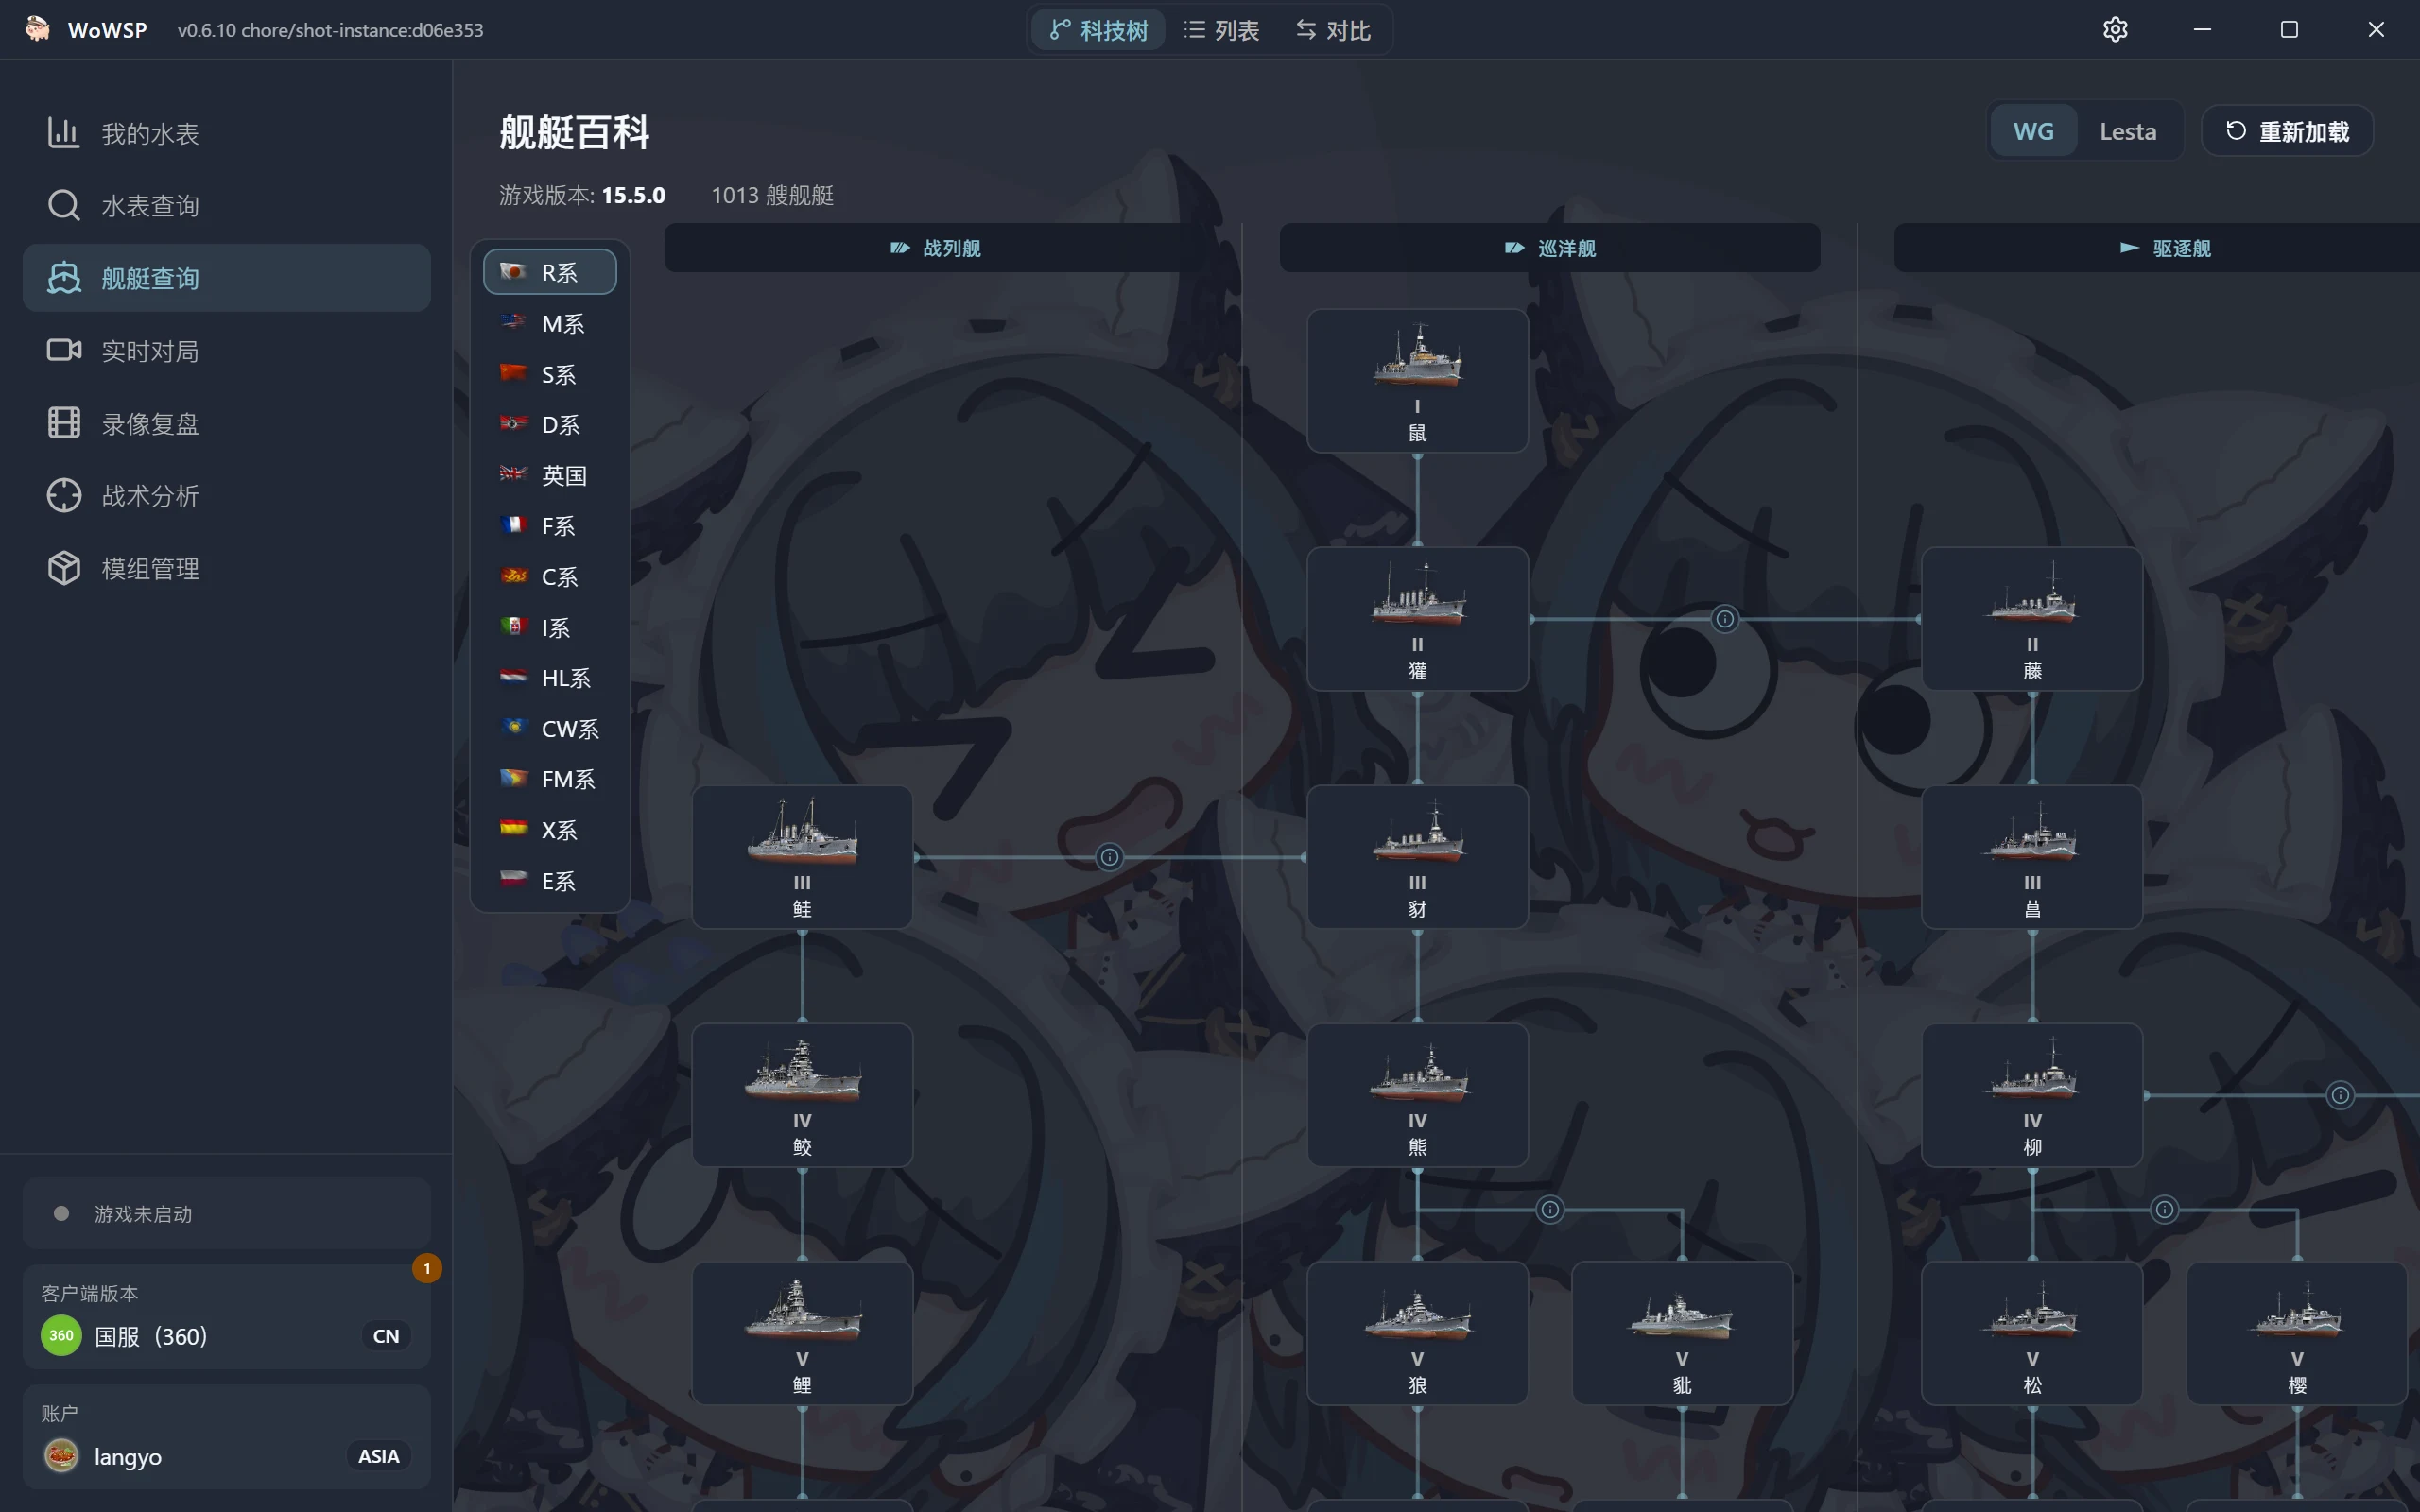 WoWSP v0.6.10 chore/shot-instance:d06e353
科技树 列表 对比
我的水表
水表查询
舰艇查询
实时对局
录像复盘
战术分析
模组管理
游戏未启动
1
客户端版本
360 国服（360） CN
账户
langyo ASIA
舰艇百科
WG Lesta 重新加载
游戏版本: 15.5.0 1013 艘舰艇
R系
M系
S系
D系
英国
F系
C系
I系
HL系
CW系
FM系
X系
E系
战列舰 巡洋舰 驱逐舰
I
鼠
II II
獾 藤
III III III
鲑 豺 菖
IV IV IV
鲛 熊 柳
V V V V V
鲤 狼 豼 松 樱